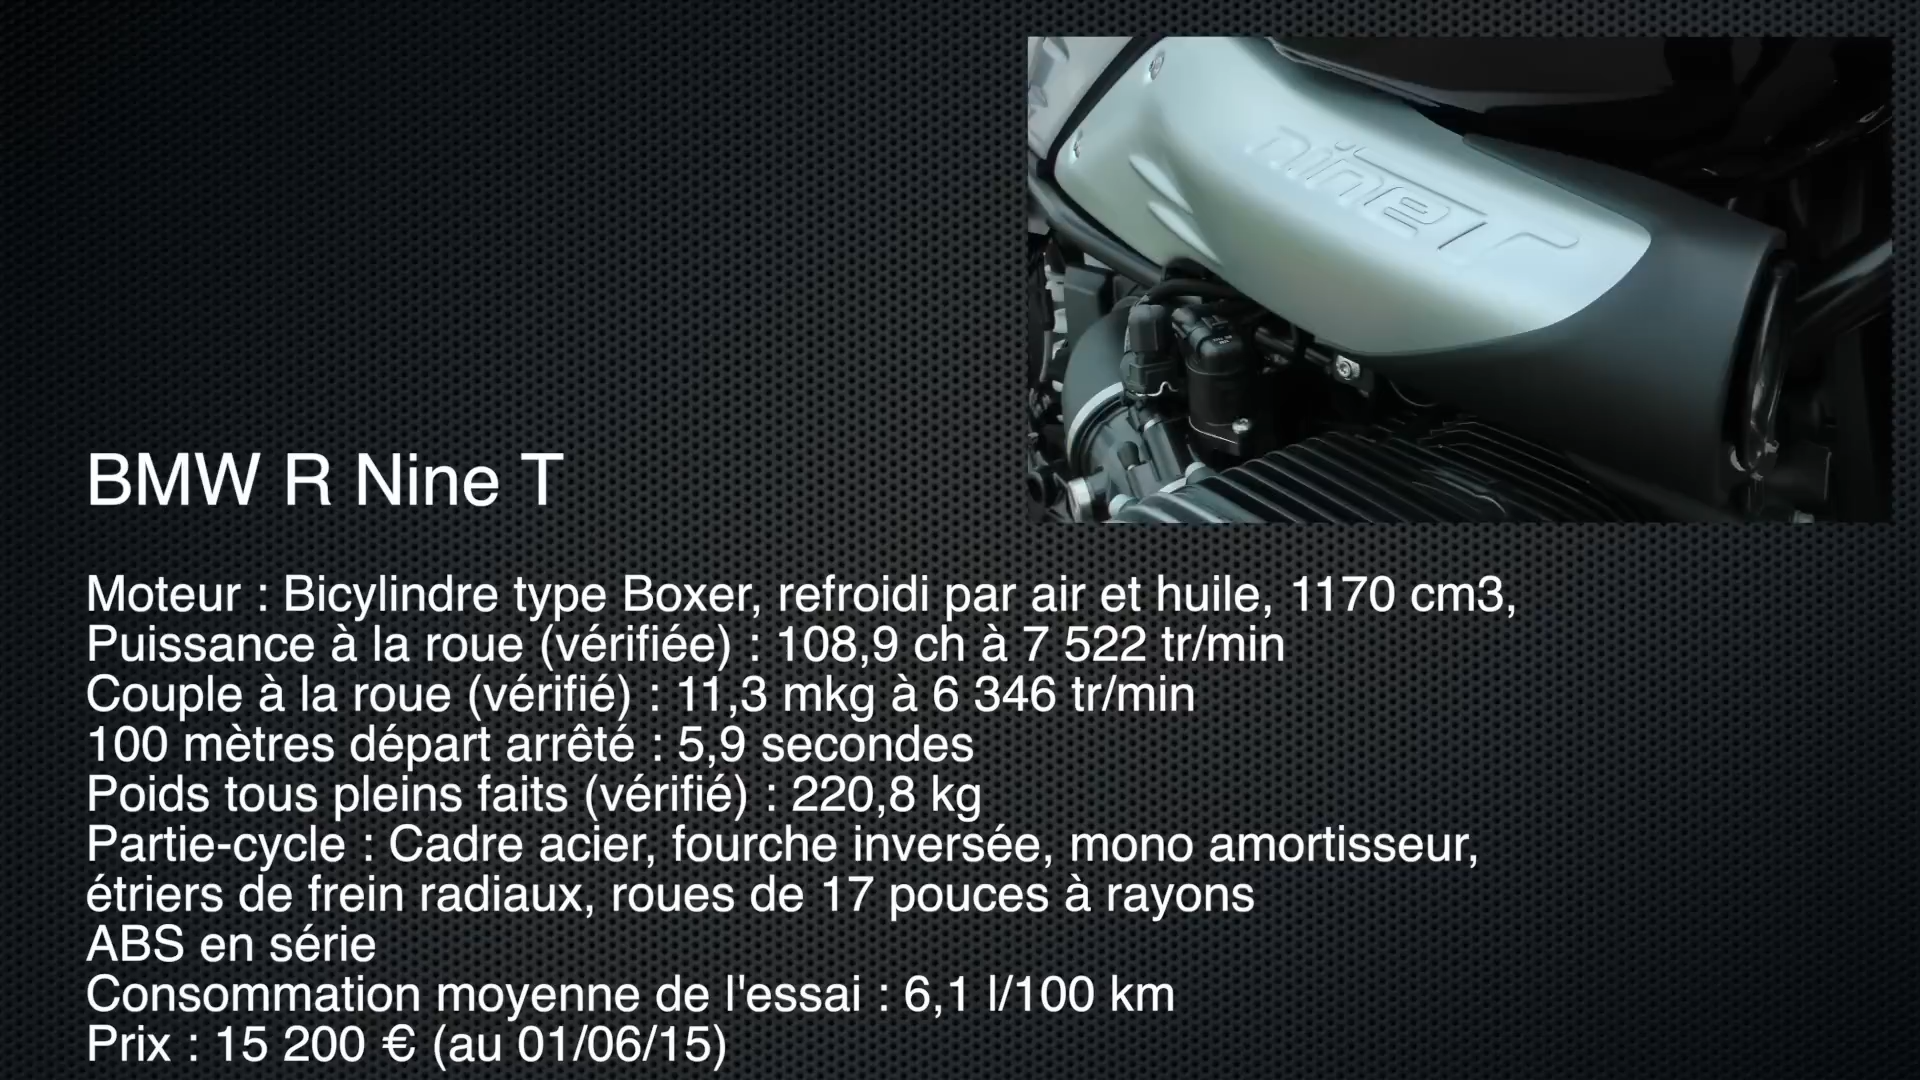 nineT
BMW R Nine T
Moteur : Bicylindre type Boxer, refroidi par air et huile, 1170 cm3,
Puissance à la roue (vérifiée) : 108,9 ch à 7 522 tr/min
Couple à la roue (vérifié) : 11,3 mkg à 6 346 tr/min
100 mètres départ arrêté : 5,9 secondes
Poids tous pleins faits (vérifié) : 220,8 kg
Partie-cycle : Cadre acier, fourche inversée, mono amortisseur,
étriers de frein radiaux, roues de 17 pouces à rayons
ABS en série
Consommation moyenne de l'essai : 6,1 l/100 km
Prix : 15 200 € (au 01/06/15)